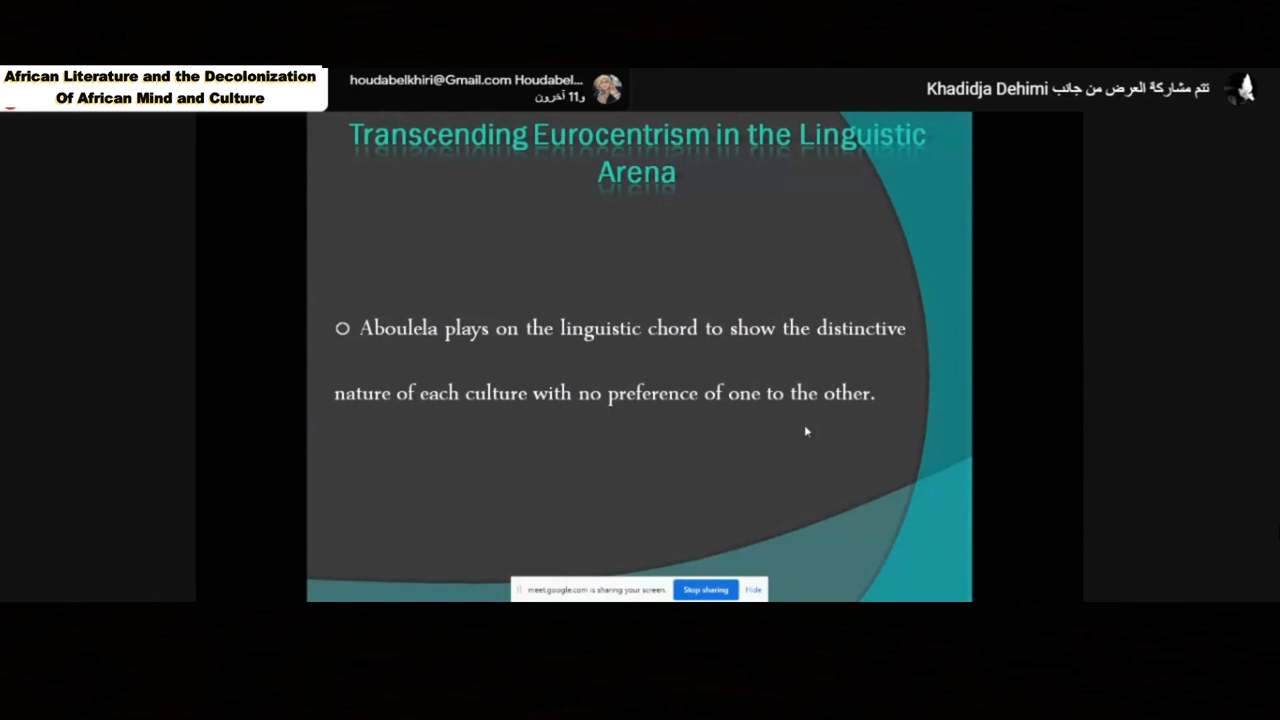 African Literature and the Decolonization
Of African Mind and Culture
houdabelkhiri@Gmail.com Houdabel...
و11 آخرون
تتم مشاركة العرض من جانب Khadidja Dehimi
Transcending Eurocentrism in the Linguistic
Arena
Aboulela plays on the linguistic chord to show the distinctive
nature of each culture with no preference of one to the other.
meet.google.com is sharing your screen. Stop sharing Hide